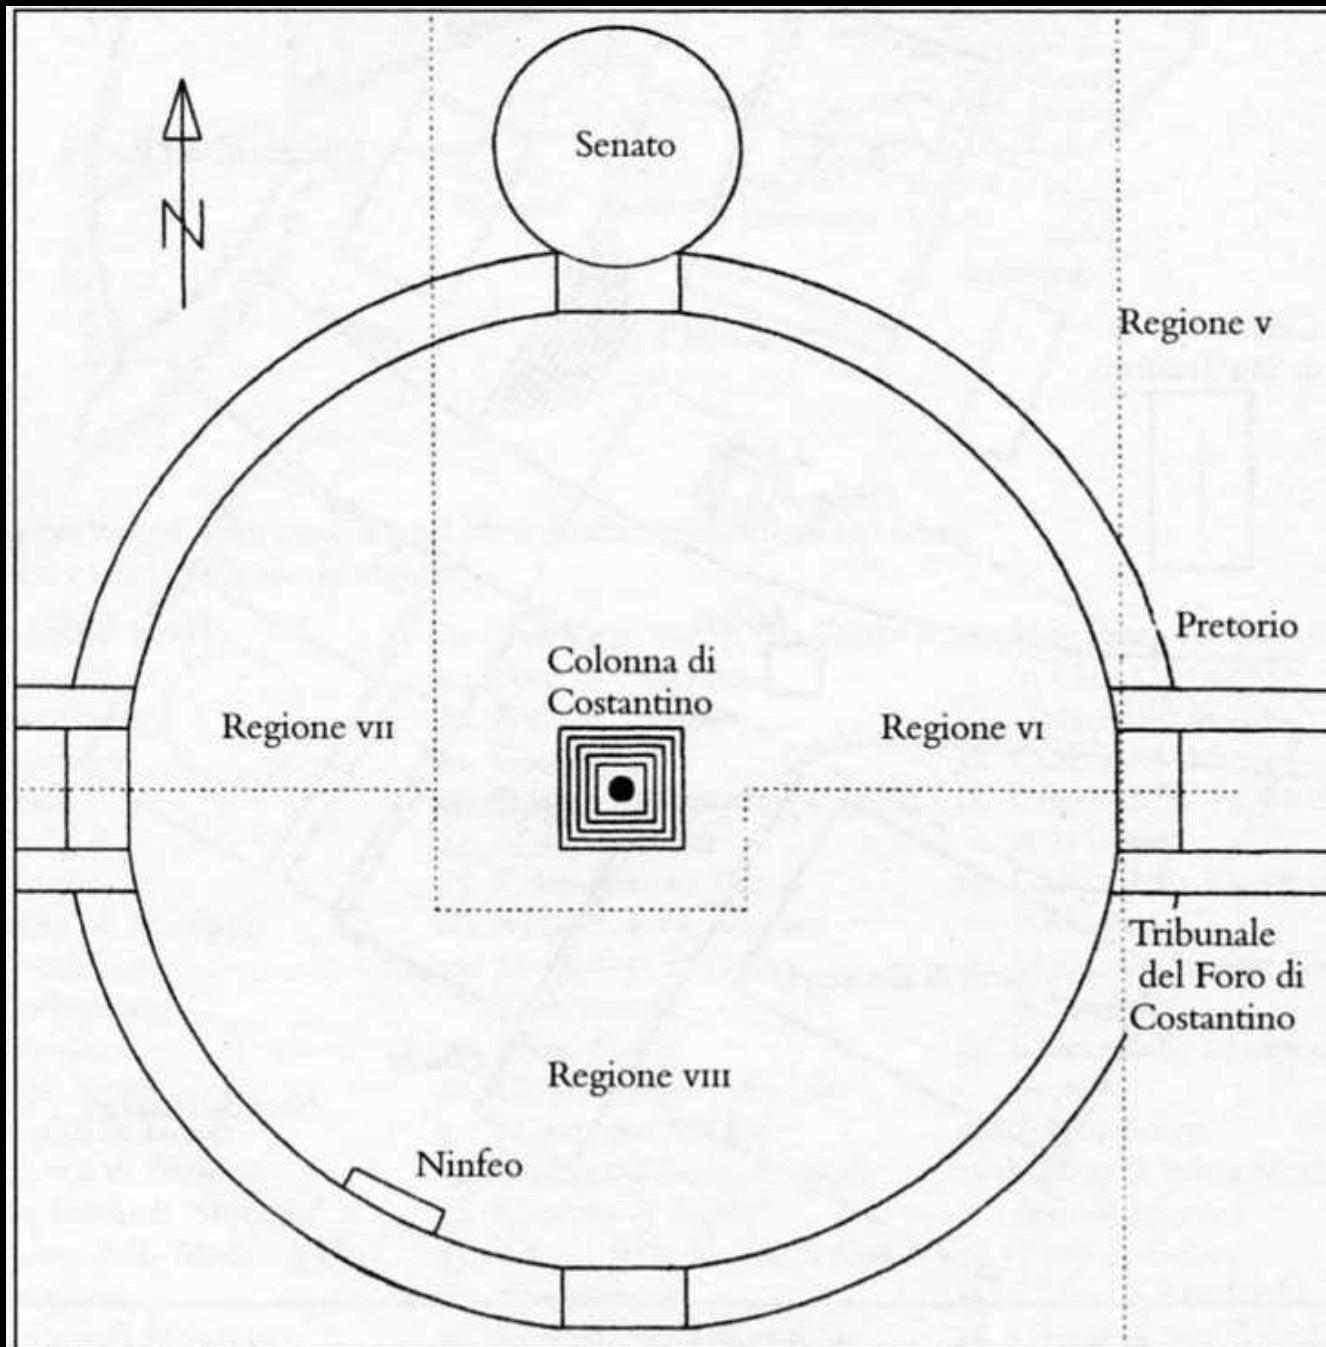 Senato
N
Regione V
Pretorio
Colonna di
Costantino
Regione VII
Regione VI
Tribunale
del Foro di
Costantino
Regione VIII
Ninfeo